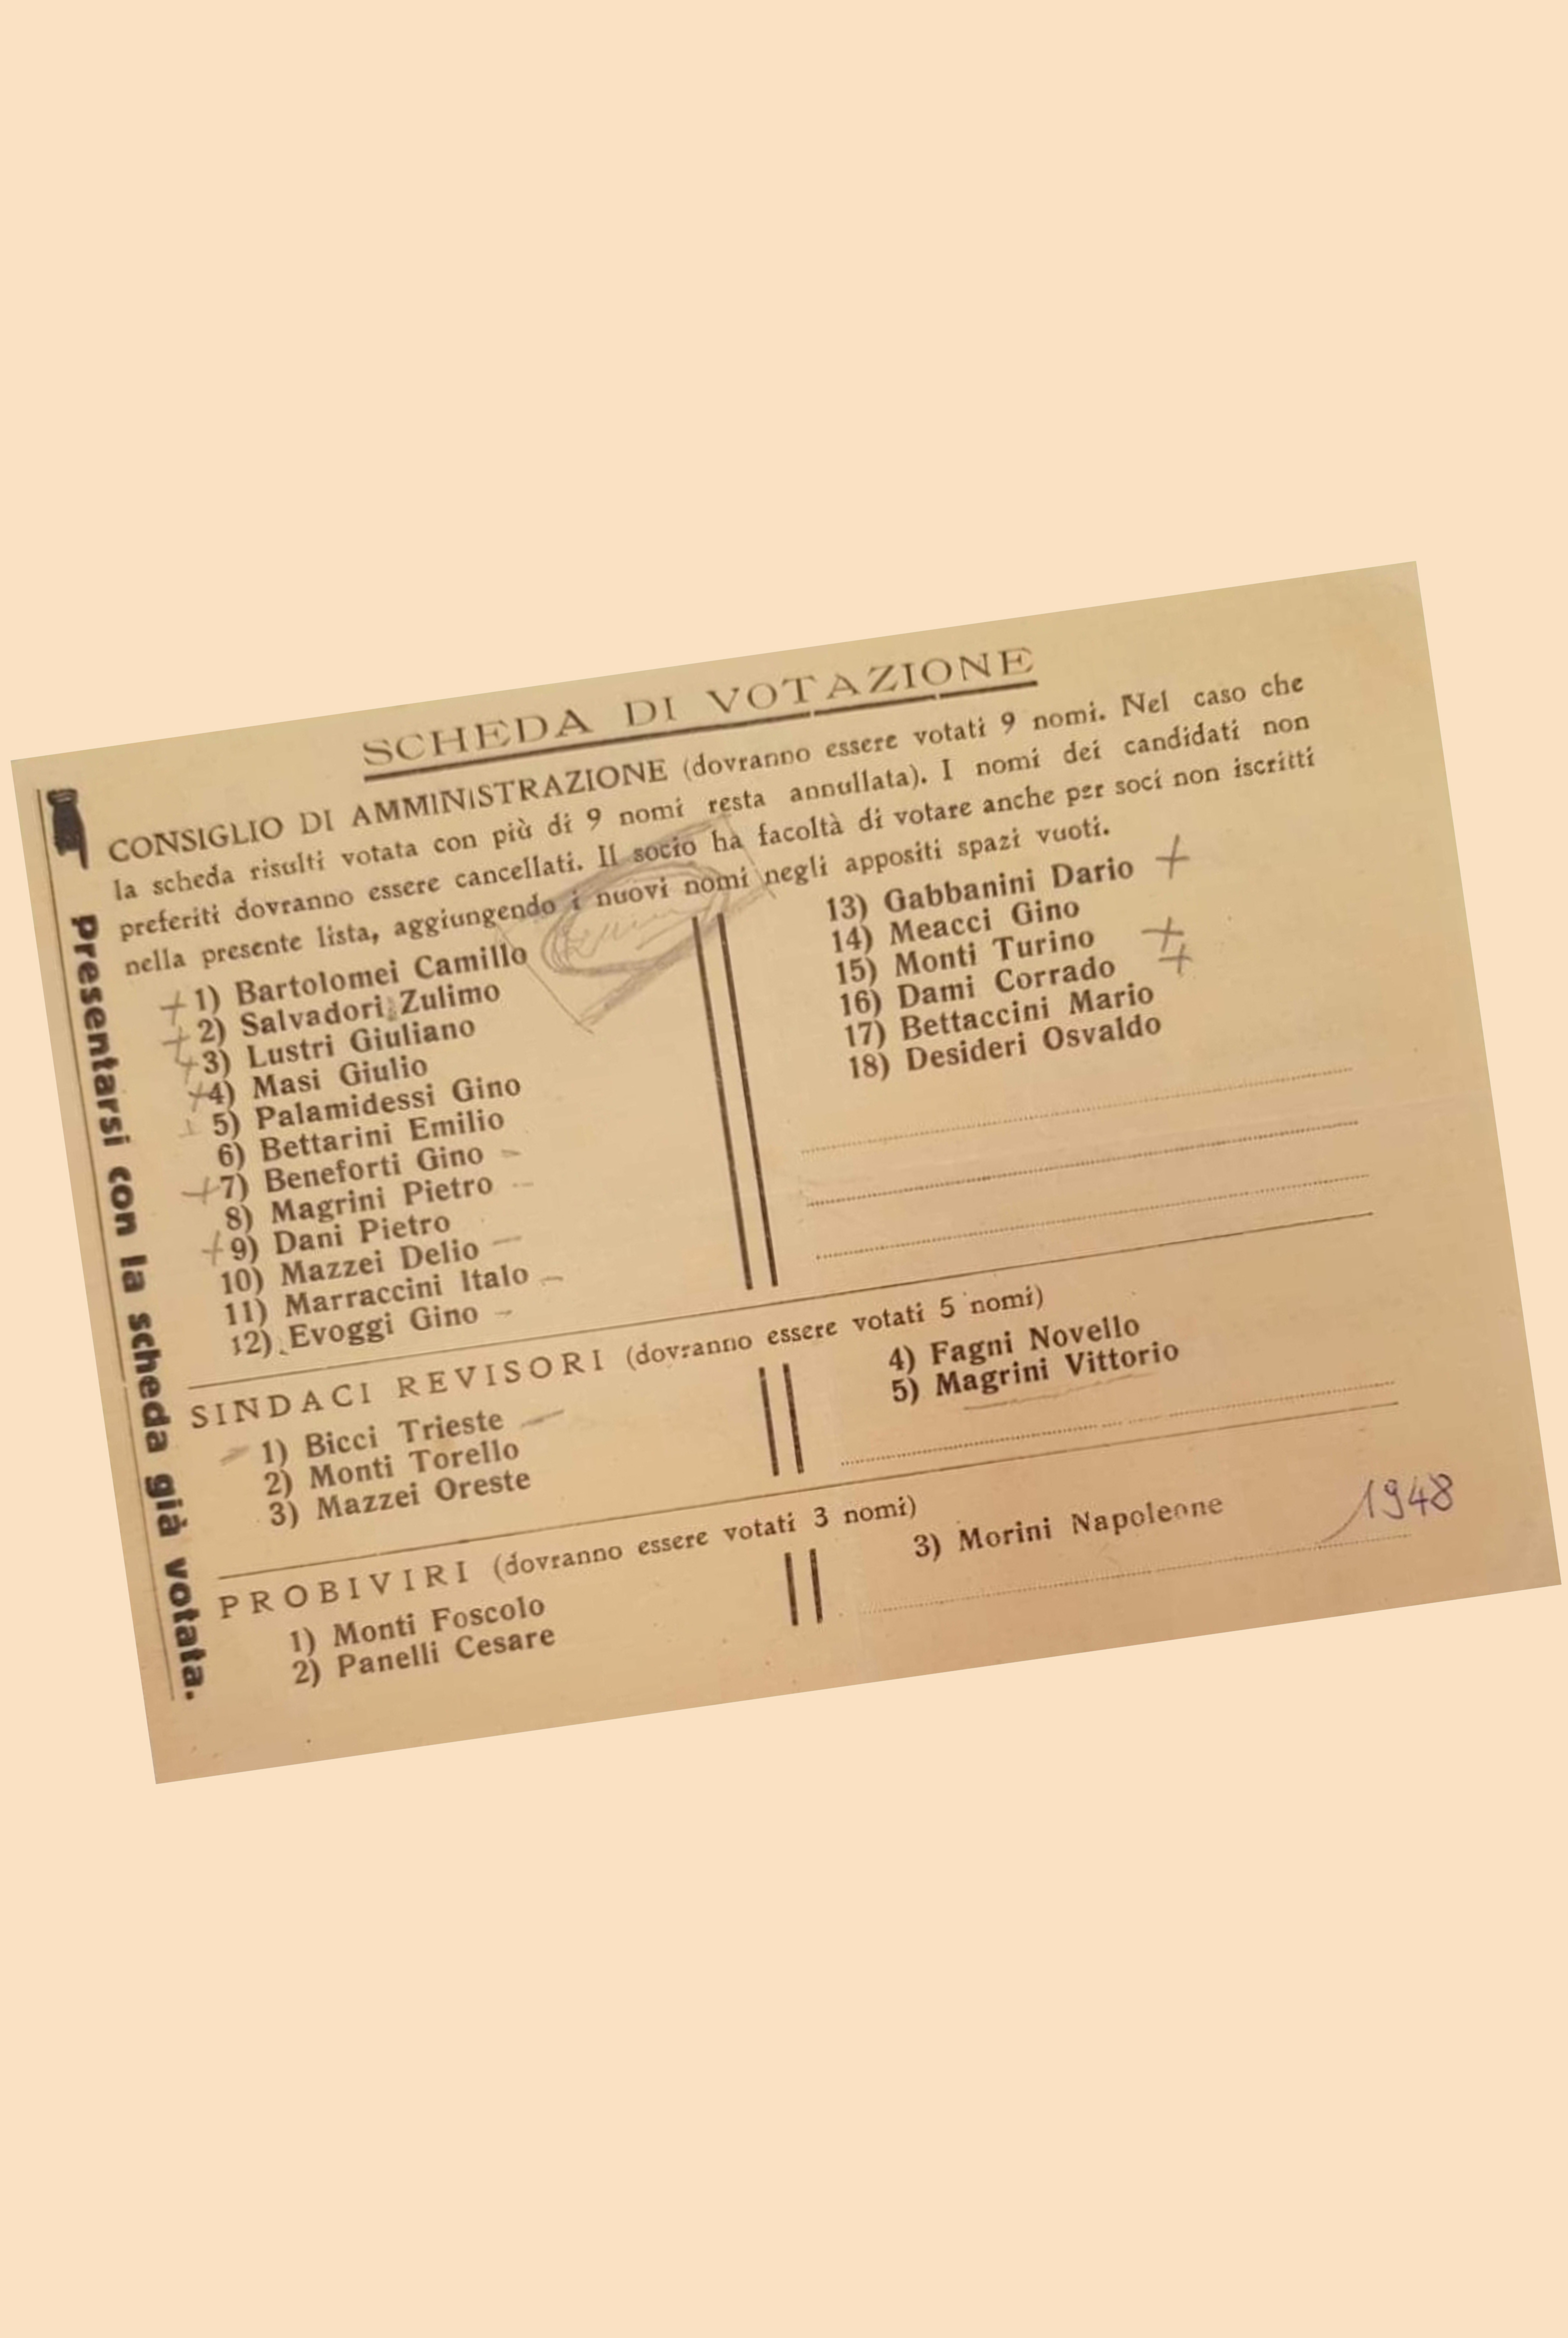 SCHEDA DI VOTAZIONE
CONSIGLIO DI AMMINISTRAZIONE (dovranno essere votati 9 nomi. Nel caso che
la scheda risulti votata con più di 9 nomi resta annullata). I nomi dei candidati non
preferiti dovranno essere cancellati. Il socio ha facoltà di votare anche per soci non iscritti
nella presente lista, aggiungendo i nuovi nomi negli appositi spazi vuoti.
+ 1) Bartolomei Camillo
+ 2) Salvadori Zulimo
+ 3) Lustri Giuliano
+ 4) Masi Giulio
+ 5) Palamidessi Gino
6) Bettarini Emilio
+ 7) Beneforti Gino –
8) Magrini Pietro –
+ 9) Dani Pietro
10) Mazzei Delio –
11) Marraccini Italo –
12) Evoggi Gino –
13) Gabbanini Dario +
14) Meacci Gino
15) Monti Turino +
16) Dami Corrado +
17) Bettaccini Mario
18) Desideri Osvaldo
SINDACI REVISORI (dovranno essere votati 5 nomi)
– 1) Bicci Trieste –
2) Monti Torello
3) Mazzei Oreste
4) Fagni Novello
5) Magrini Vittorio
PROBIVIRI (dovranno essere votati 3 nomi)
1) Monti Foscolo
2) Panelli Cesare
3) Morini Napoleone
1948
presentarsi con la scheda già votata.